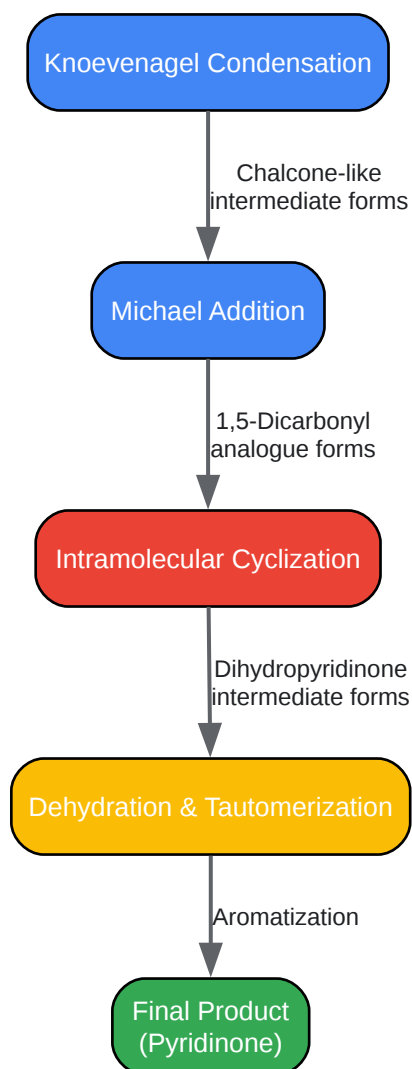 Knoevenagel Condensation
Chalcone-like
intermediate forms
Michael Addition
1,5-Dicarbonyl
analogue forms
Intramolecular Cyclization
Dihydropyridinone
intermediate forms
Dehydration & Tautomerization
Aromatization
Final Product
(Pyridinone)